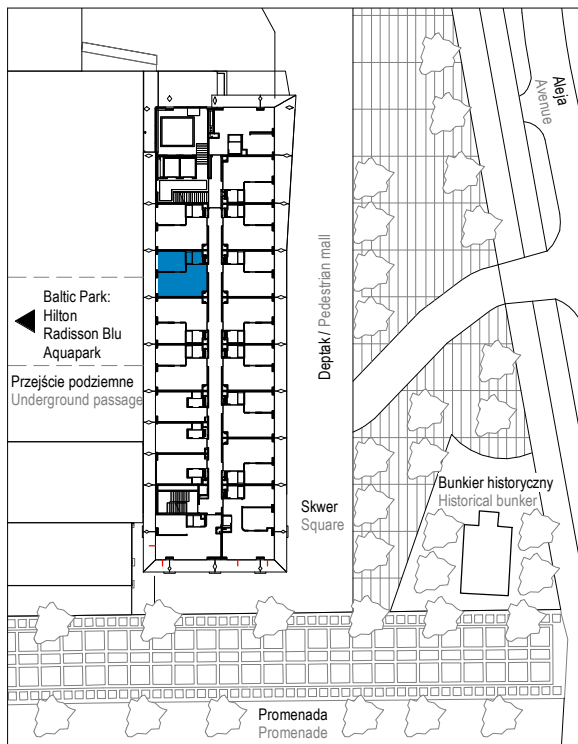 Aleja
Avenue
Deptak / Pedestrian mall
Baltic Park:
Hilton
Radisson Blu
Aquapark
Przejście podziemne
Underground passage
Bunkier historyczny
Historical bunker
Skwer
Square
Promenada
Promenade